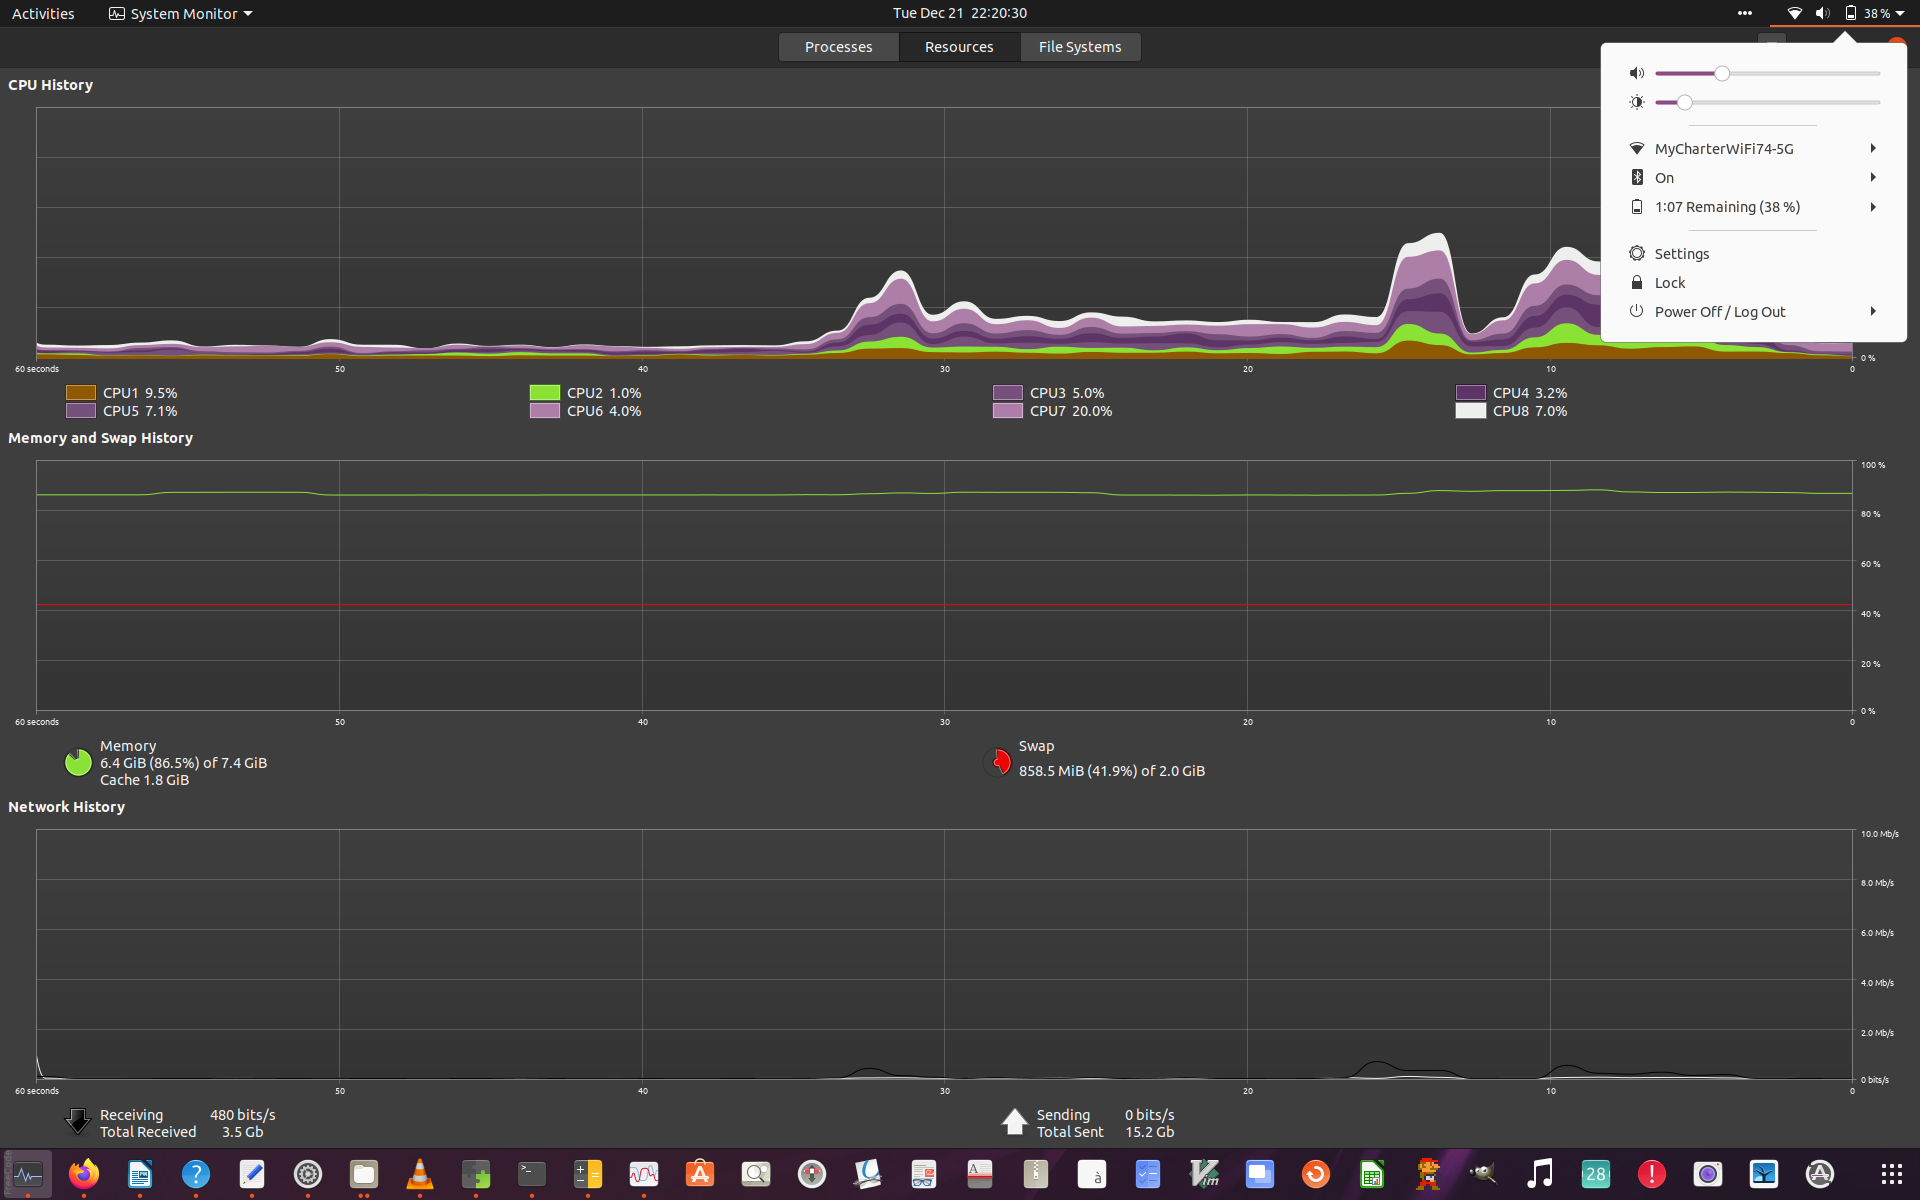 Activities
System Monitor
Tue Dec 21 22:20:30
38 %
Processes
Resources
File Systems
MyCharterWiFi74-5G
On
1:07 Remaining (38 %)
Settings
Lock
Power Off / Log Out
CPU History
0 %
60 seconds 50 40 30 20 10 0
CPU1 9.5% CPU2 1.0% CPU3 5.0% CPU4 3.2%
CPU5 7.1% CPU6 4.0% CPU7 20.0% CPU8 7.0%
Memory and Swap History
100 %
80 %
60 %
40 %
20 %
0 %
60 seconds 50 40 30 20 10 0
Memory
6.4 GiB (86.5%) of 7.4 GiB
Cache 1.8 GiB
Swap
858.5 MiB (41.9%) of 2.0 GiB
Network History
10.0 Mb/s
8.0 Mb/s
6.0 Mb/s
4.0 Mb/s
2.0 Mb/s
0 bits/s
60 seconds 50 40 30 20 10 0
Receiving 480 bits/s
Total Received 3.5 Gb
Sending 0 bits/s
Total Sent 15.2 Gb
?
>_
A
à
Vim
28
!